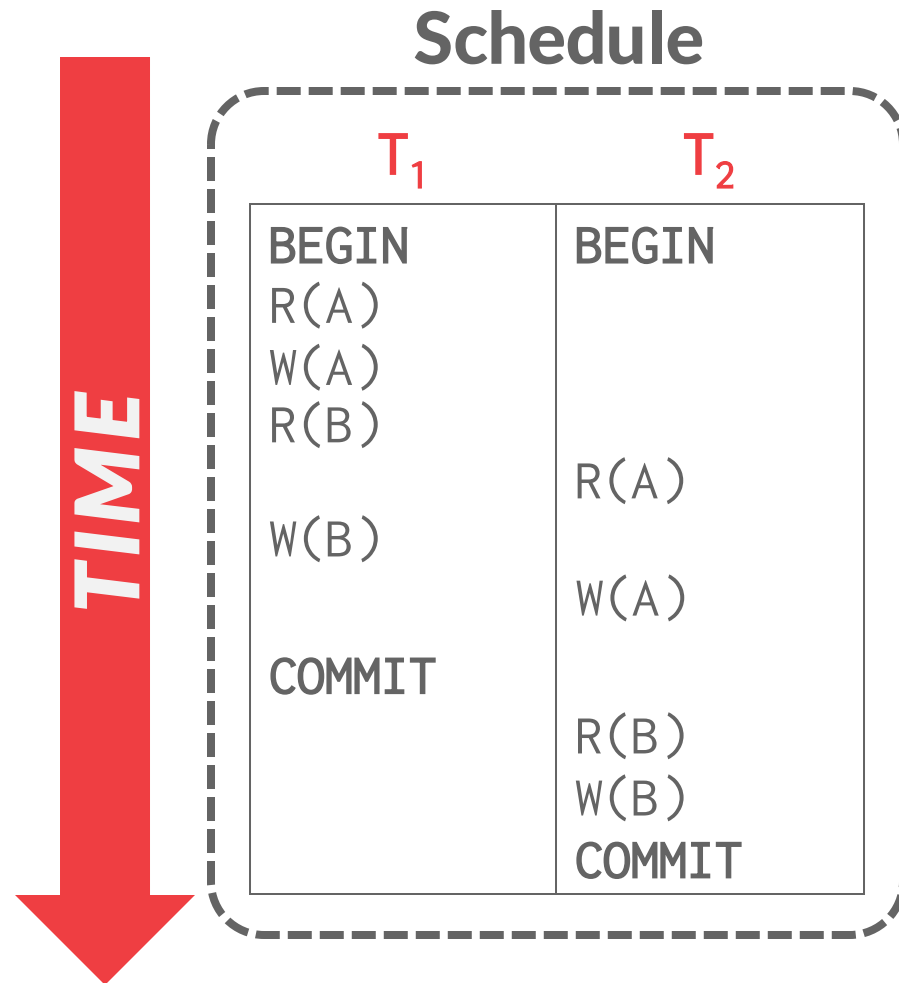 Schedule
TIME
T₁ T₂
BEGIN BEGIN
R(A)
W(A)
R(B)
R(A)
W(B)
W(A)
COMMIT
R(B)
W(B)
COMMIT